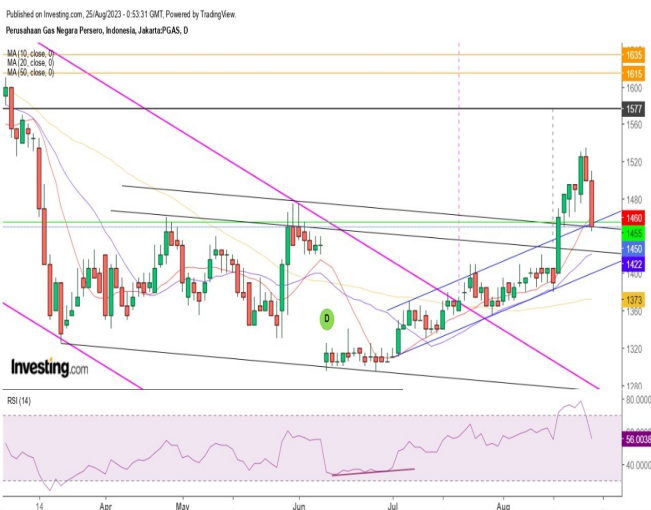 Published on Investing.com, 25/Aug/2023 - 0:53:31 GMT, Powered by TradingView.
Perusahaan Gas Negara Persero, Indonesia, Jakarta:PGAS, D
MA (10, close, 0)
MA (20, close, 0)
MA (50, close, 0)
1635
1615
1600
1577
1560
1520
1480
1460
1455
1450
1422
1400
1373
1360
1320
1280
D
Investing.com
RSI (14)
80.0000
56.0038
40.0000
14
Apr
May
Jun
Jul
Aug